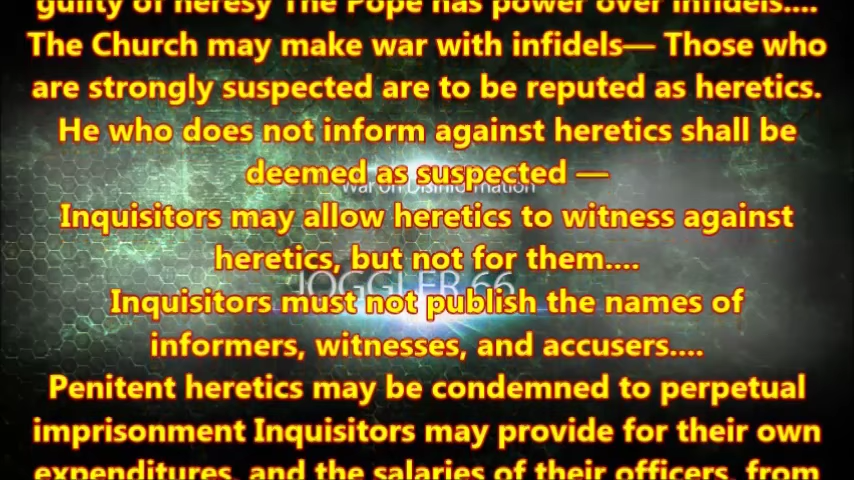 guilty of heresy The Pope has power over infidels....
The Church may make war with infidels— Those who
are strongly suspected are to be reputed as heretics.
He who does not inform against heretics shall be
deemed as suspected —
War on Disinformation
Inquisitors may allow heretics to witness against
heretics, but not for them....
JOGGLER 66
Inquisitors must not publish the names of
informers, witnesses, and accusers....
Penitent heretics may be condemned to perpetual
imprisonment Inquisitors may provide for their own
expenditures, and the salaries of their officers, from